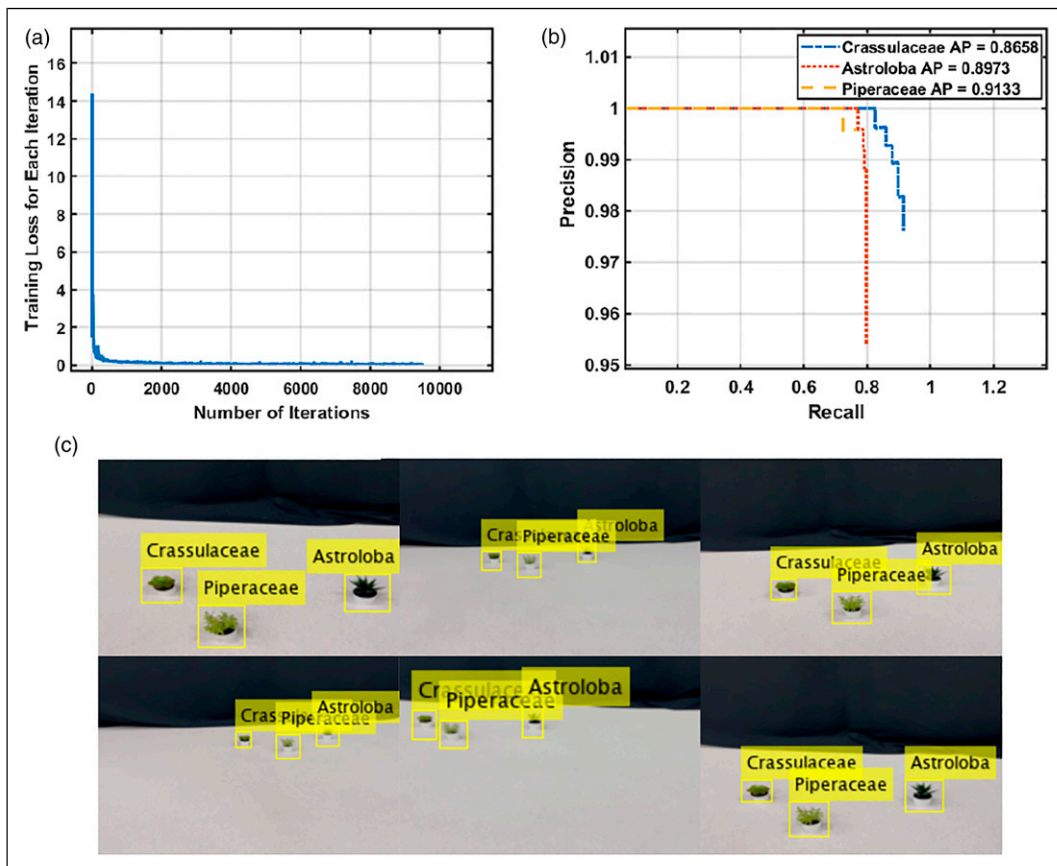 (a)
16
14
12
10
8
6
4
2
0
0 2000 4000 6000 8000 10000
Training Loss for Each Iteration
Number of Iterations
(b)
Crassulaceae AP = 0.8658
Astroloba AP = 0.8973
Piperaceae AP = 0.9133
1.01
1
0.99
0.98
0.97
0.96
0.95
0.2 0.4 0.6 0.8 1 1.2
Precision
Recall
(c)
Crassulaceae
Astroloba
Piperaceae
Astroloba
Piperaceae
Astroloba
Crassulaceae
Piperaceae
Astroloba
Piperaceae
Astroloba
Crassulaceae
Piperaceae
Crassulaceae
Astroloba
Piperaceae